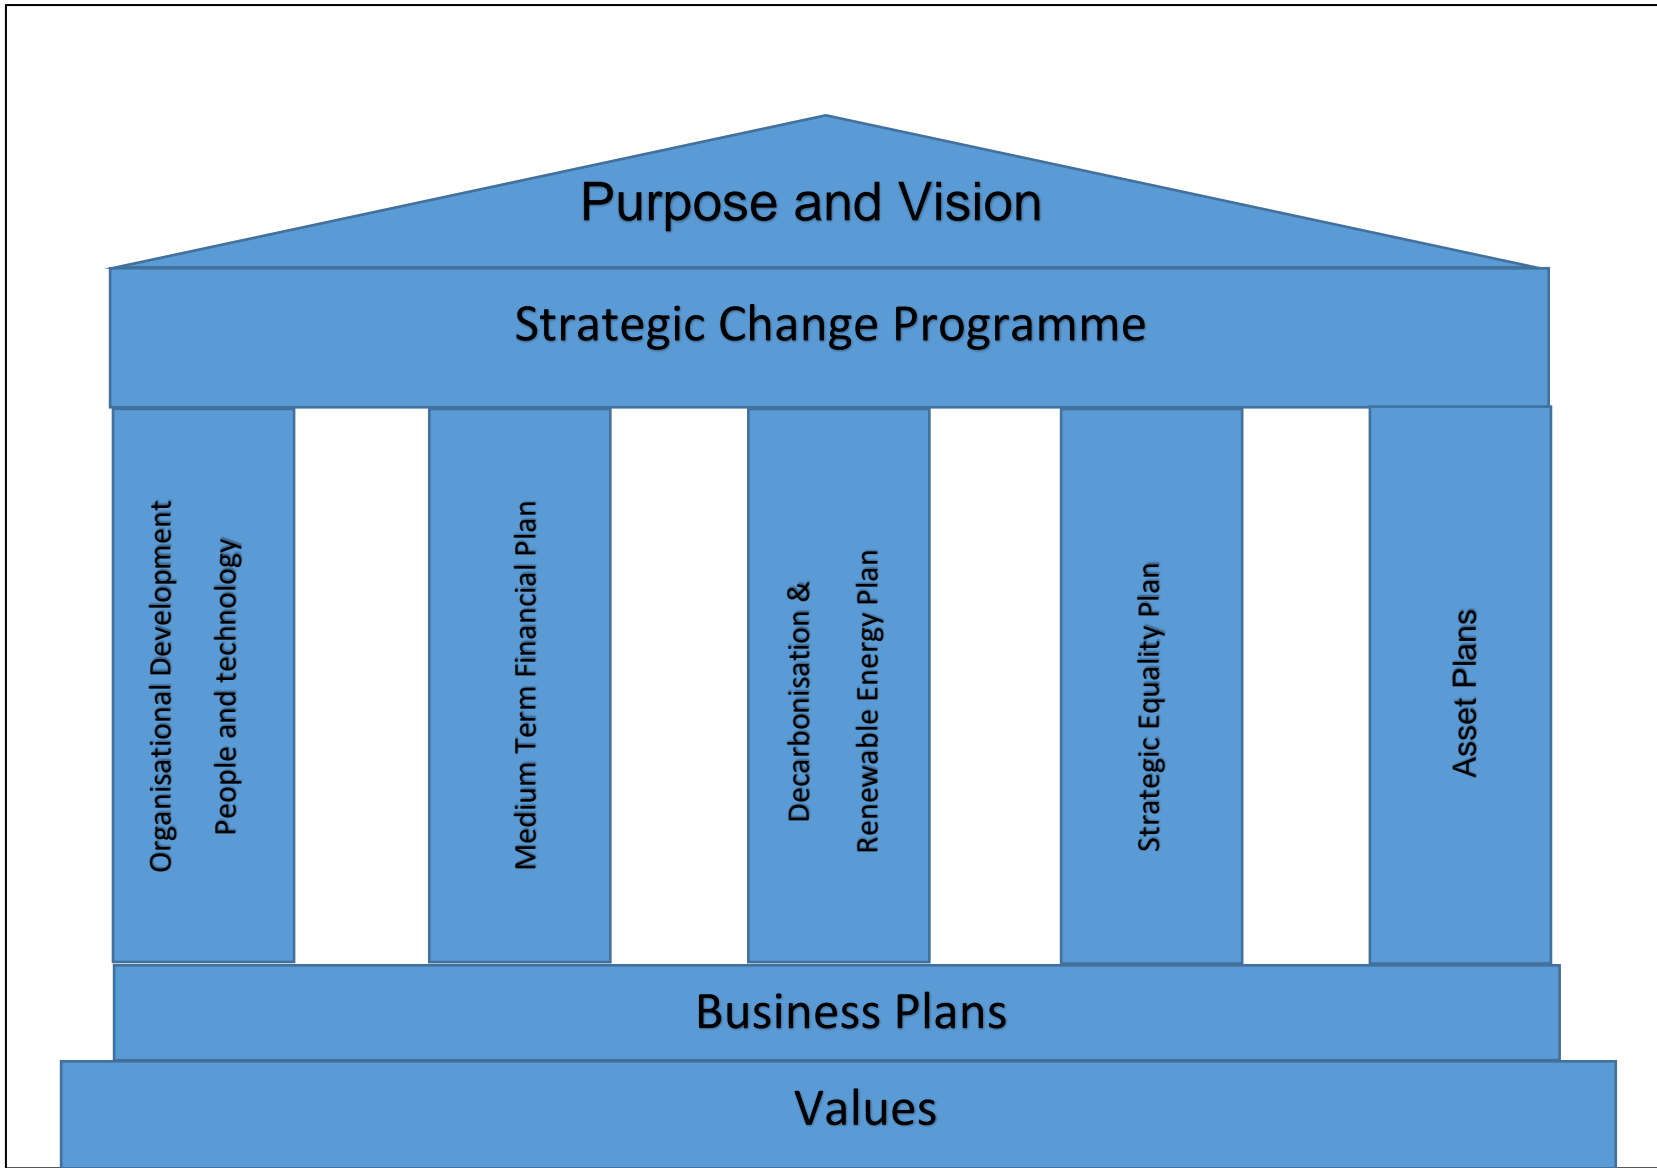 Purpose and Vision
Strategic Change Programme
Organisational Development
People and technology
Medium Term Financial Plan
Decarbonisation &
Renewable Energy Plan
Strategic Equality Plan
Asset Plans
Business Plans
Values